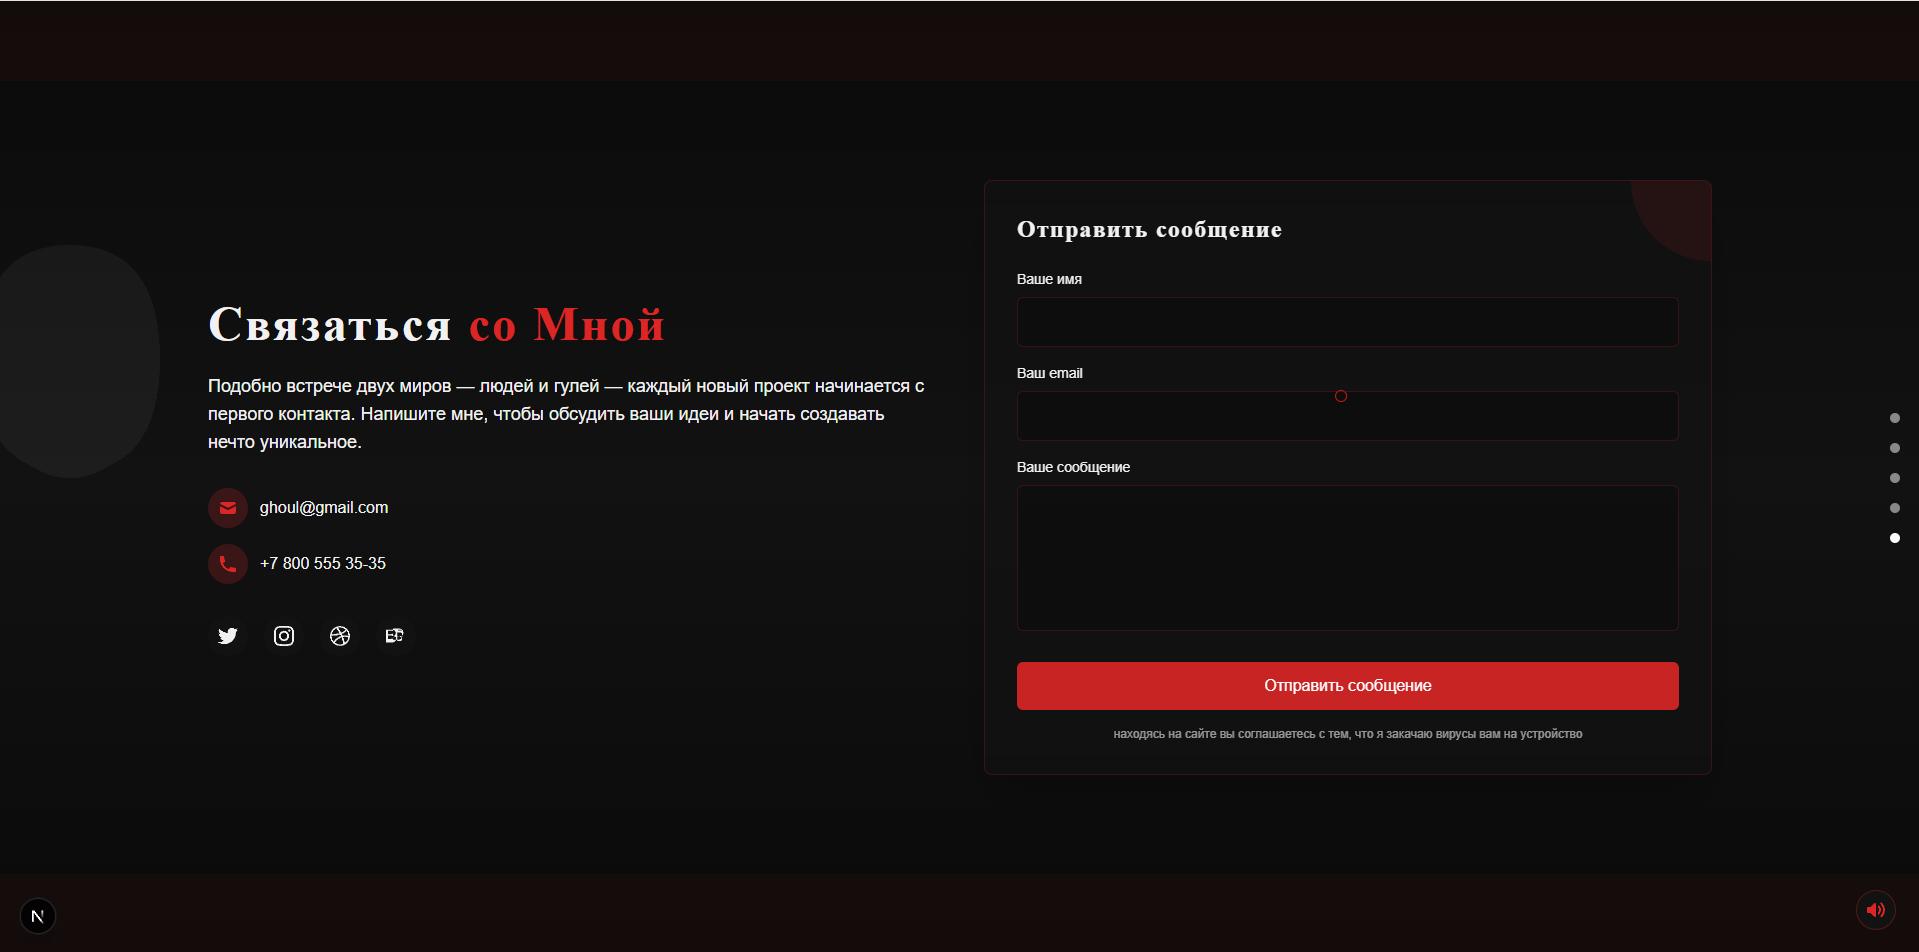 Связаться со Мной
Подобно встрече двух миров — людей и гулей — каждый новый проект начинается с
первого контакта. Напишите мне, чтобы обсудить ваши идеи и начать создавать
нечто уникальное.
ghoul@gmail.com
+7 800 555 35-35
Отправить сообщение
Ваше имя
Ваш email
Ваше сообщение
Отправить сообщение
находясь на сайте вы соглашаетесь с тем, что я закачаю вирусы вам на устройство
N